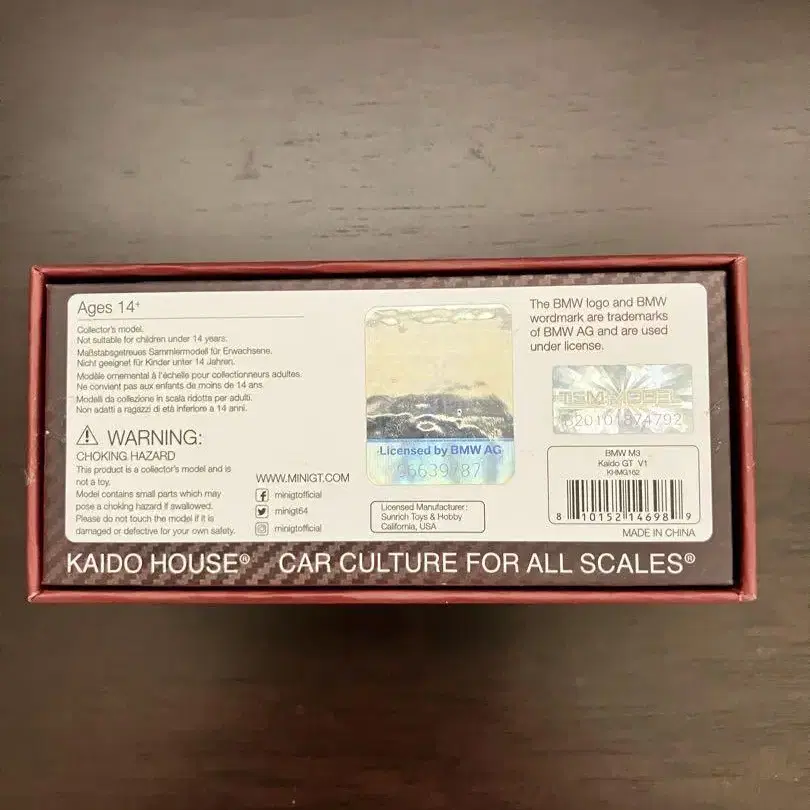 Ages 14+
Collector's model.
Not suitable for children under 14 years.
Maßstabsgetreues Sammlermodell für Erwachsene.
Nicht geeignet für Kinder unter 14 Jahren.
Modèle ornemental à l'échelle pour collectionneurs adultes.
Ne convient pas aux enfants de moins de 14 ans.
Modelli da collezione in scala ridotta per adulti.
Non adatti a ragazzi di età inferiore a 14 anni.
WARNING:
CHOKING HAZARD
This product is a collector's model and is
not a toy.
Model contains small parts which may
pose a choking hazard if swallowed.
Please do not touch the model if it is
damaged or defective for your own safety.
WWW.MINIGT.COM
minigtofficial
minigt64
minigtofficial
Licensed by BMW AG
Licensed Manufacturer:
Sunrich Toys & Hobby
California, USA
The BMW logo and BMW
wordmark are trademarks
of BMW AG and are used
under license.
TSM-MODEL
BMW M3
Kaido GT V1
KHMG162
8 10152 14698 9
MADE IN CHINA
KAIDO HOUSE® CAR CULTURE FOR ALL SCALES®